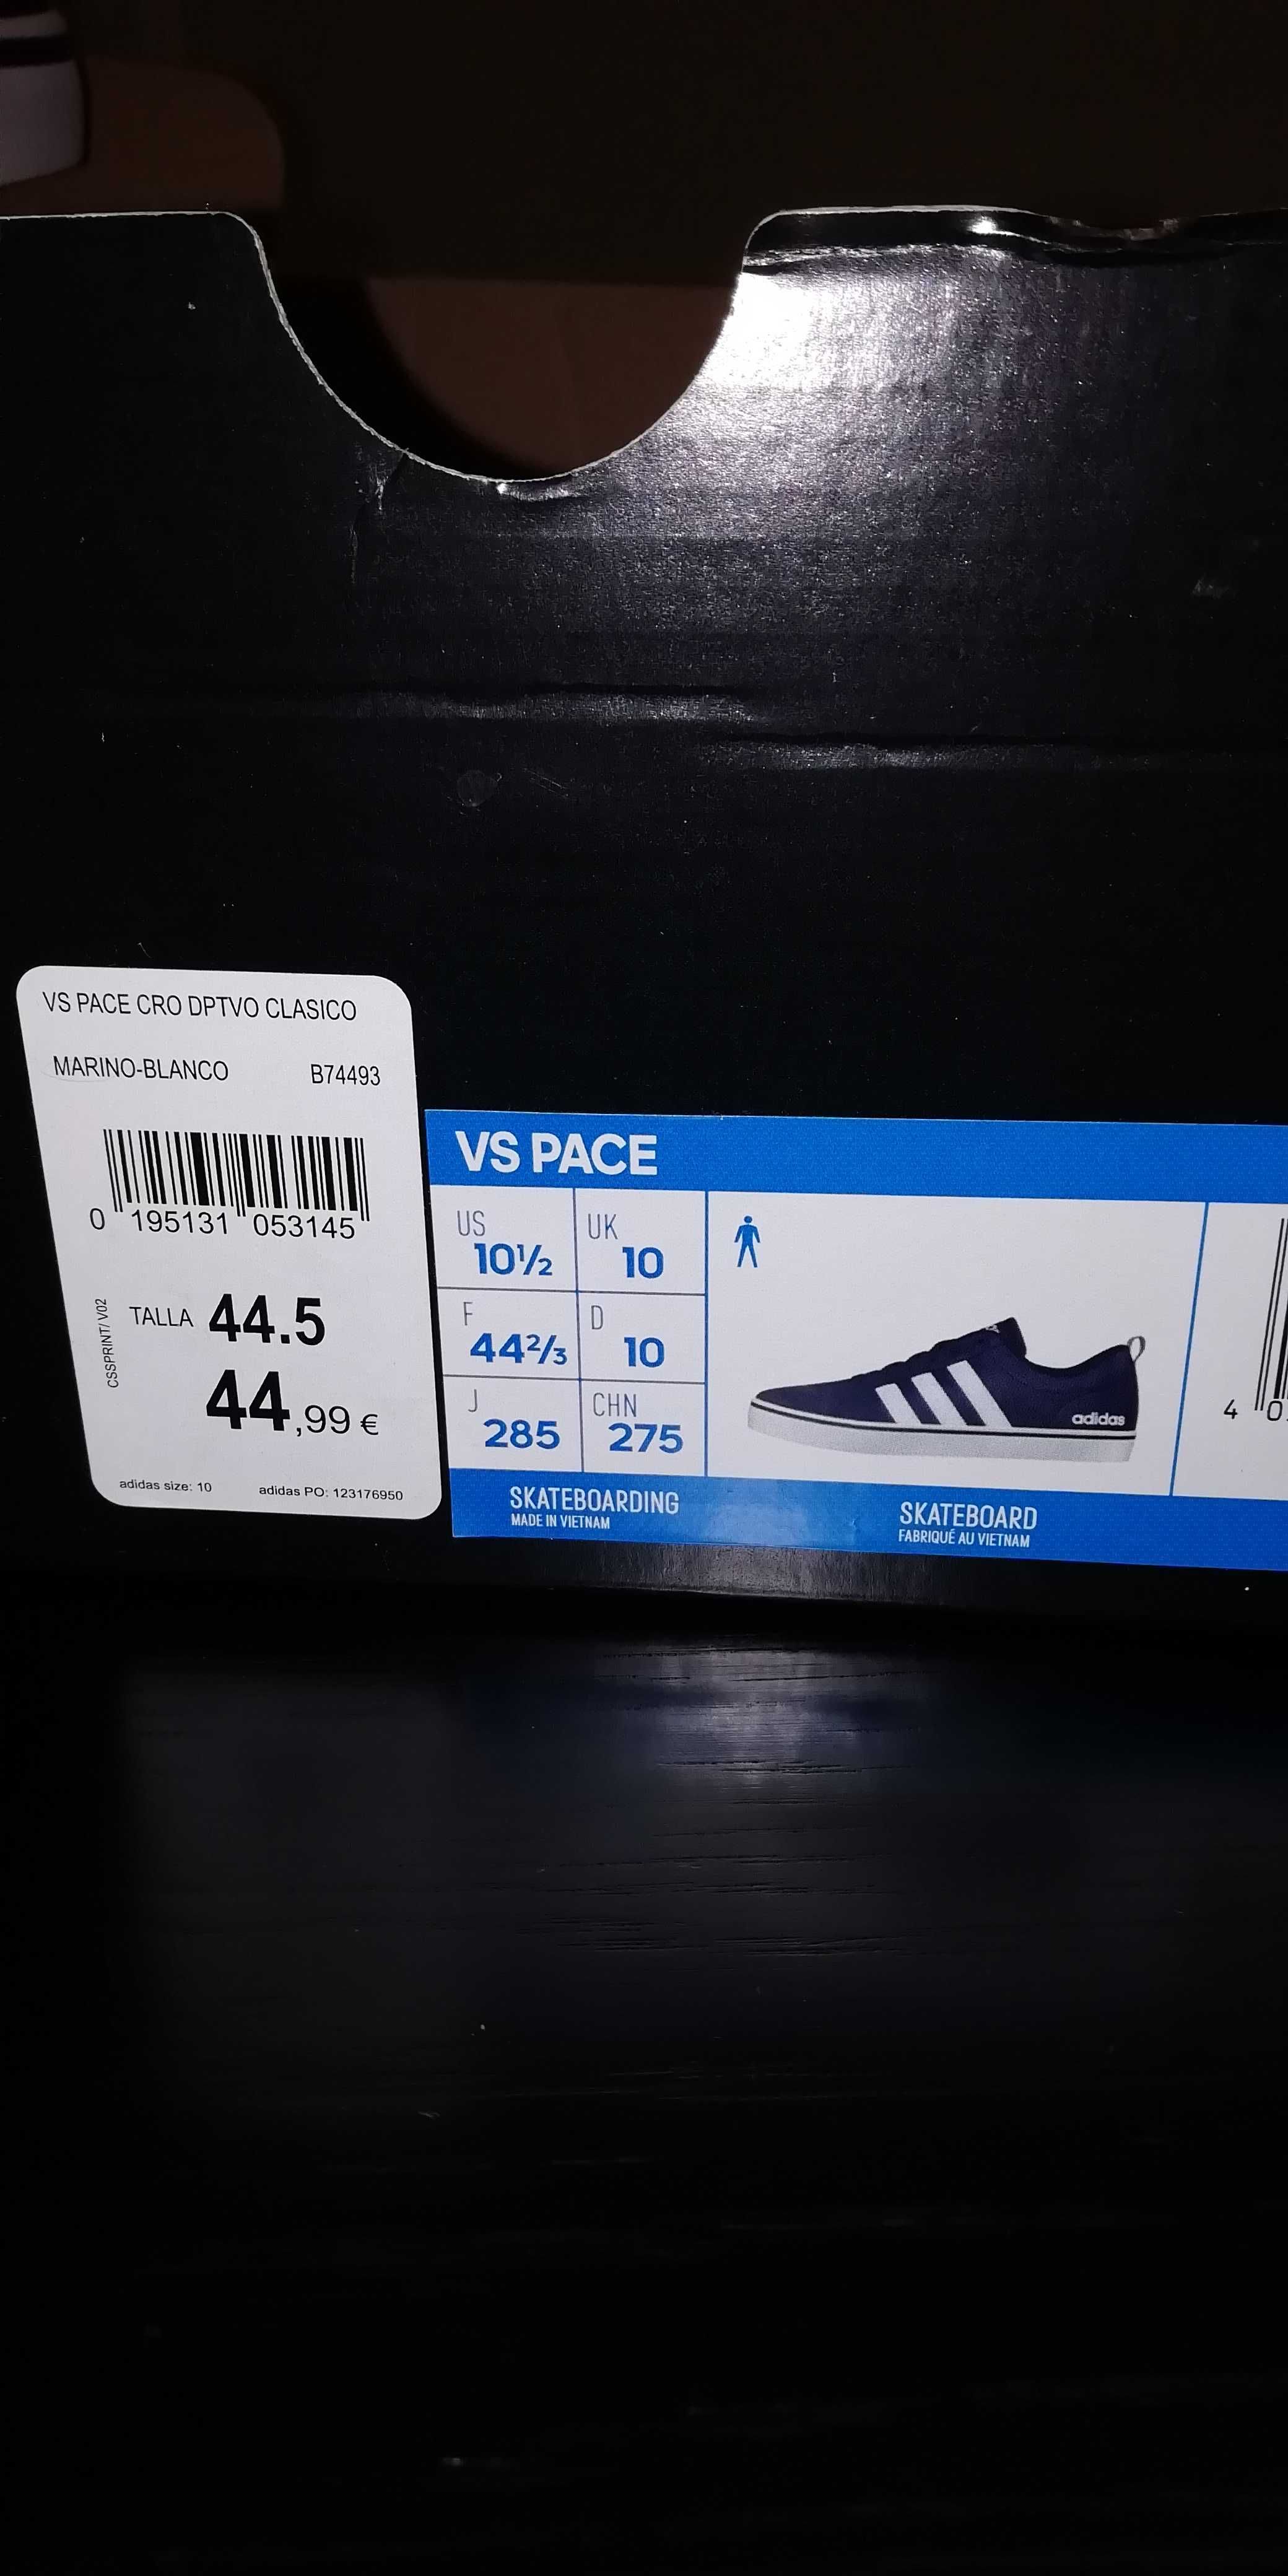 VS PACE CRO DPTVO CLASICO
MARINO-BLANCO B74493
0 195131 053145
TALLA 44.5
44,99 €
CSSPRINT/ V02
adidas size: 10 adidas PO: 123176950
VS PACE
US 10½ UK 10
F 44⅔ D 10
J 285 CHN 275
adidas
4 0
SKATEBOARDING
MADE IN VIETNAM
SKATEBOARD
FABRIQUÉ AU VIETNAM